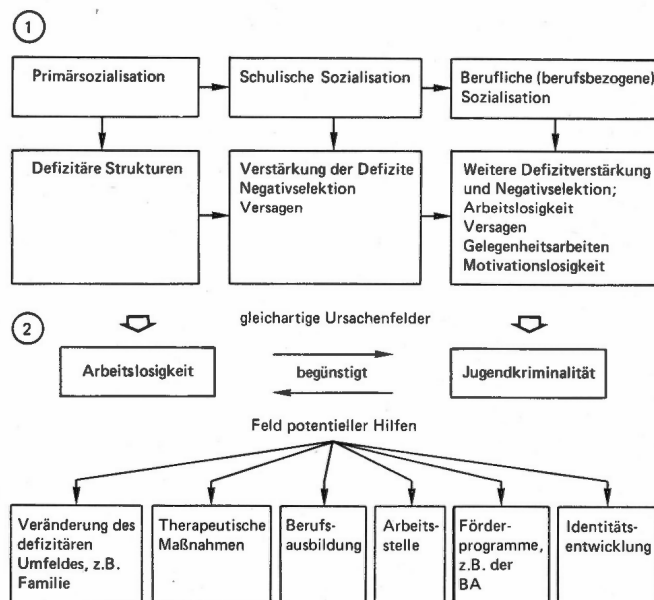 1
Primärsozialisation
Schulische Sozialisation
Berufliche (berufsbezogene)
Sozialisation
Defizitäre Strukturen
Verstärkung der Defizite
Negativselektion
Versagen
Weitere Defizitverstärkung
und Negativselektion;
Arbeitslosigkeit
Versagen
Gelegenheitsarbeiten
Motivationslosigkeit
2
gleichartige Ursachenfelder
Arbeitslosigkeit
begünstigt
Jugendkriminalität
Feld potentieller Hilfen
Veränderung des
defizitären
Umfeldes, z.B.
Familie
Therapeutische
Maßnahmen
Berufs-
ausbildung
Arbeits-
stelle
Förder-
programme,
z.B. der
BA
Identitäts-
entwicklung